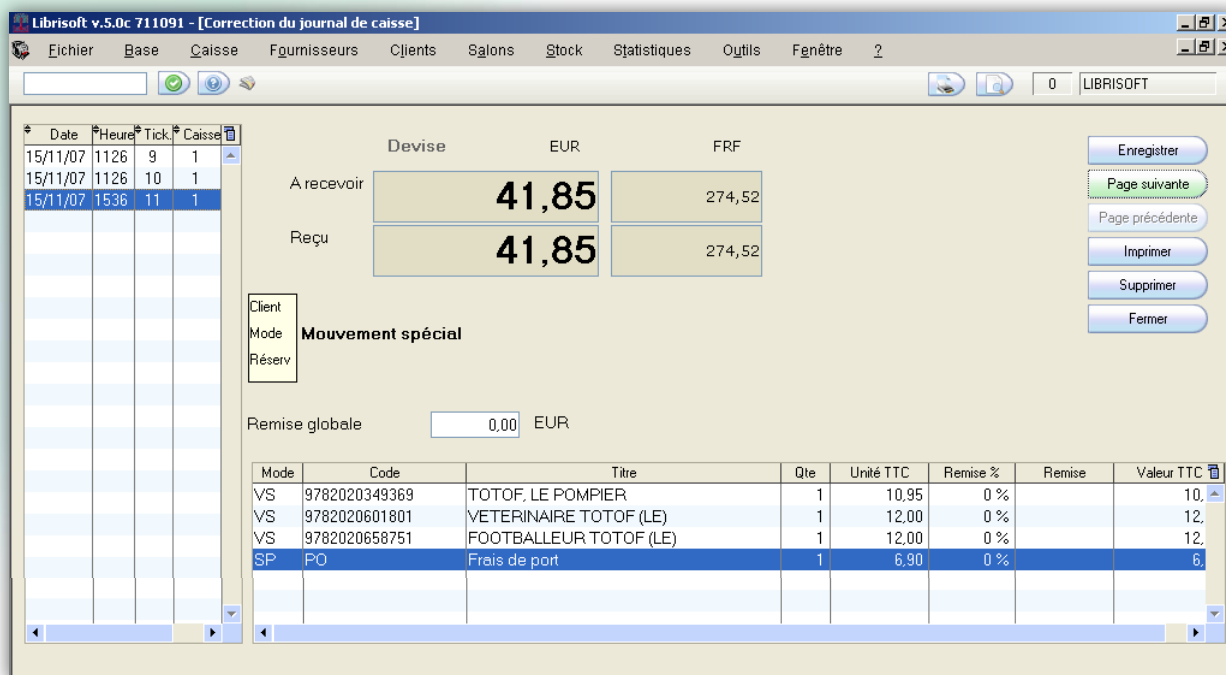 Librisoft v.5.0c 711091 - [Correction du journal de caisse]
Fichier Base Caisse Fournisseurs Clients Salons Stock Statistiques Outils Fenêtre ?
0 LIBRISOFT
Date Heure Tick. Caisse
15/11/07 1126 9 1
15/11/07 1126 10 1
15/11/07 1536 11 1
Devise EUR FRF
A recevoir 41,85 274,52
Reçu 41,85 274,52
Client
Mode Mouvement spécial
Réserv
Remise globale 0,00 EUR
Enregistrer
Page suivante
Page précédente
Imprimer
Supprimer
Fermer
Mode Code Titre Qte Unité TTC Remise % Remise Valeur TTC
VS 9782020349369 TOTOF, LE POMPIER 1 10,95 0 % 10,
VS 9782020601801 VETERINAIRE TOTOF (LE) 1 12,00 0 % 12,
VS 9782020658751 FOOTBALLEUR TOTOF (LE) 1 12,00 0 % 12,
SP PO Frais de port 1 6,90 0 % 6,